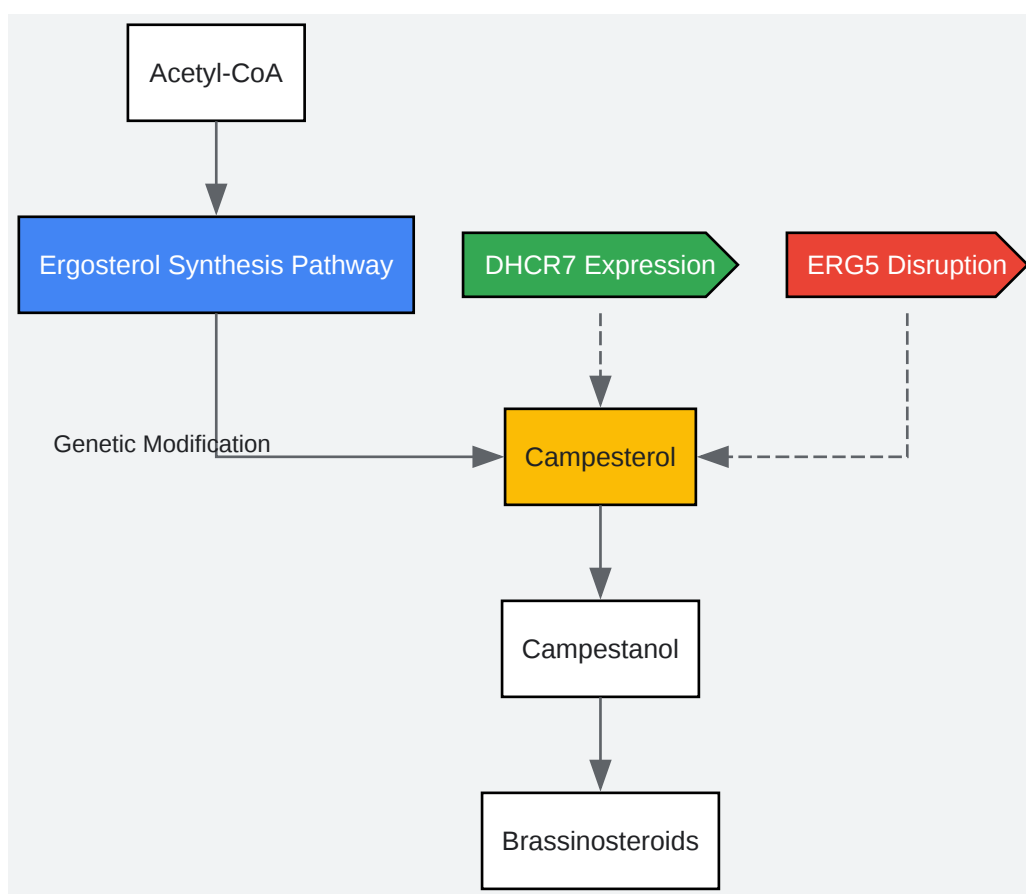 Acetyl-CoA
Ergosterol Synthesis Pathway
DHCR7 Expression
ERG5 Disruption
Genetic Modification
Campesterol
Campestanol
Brassinosteroids